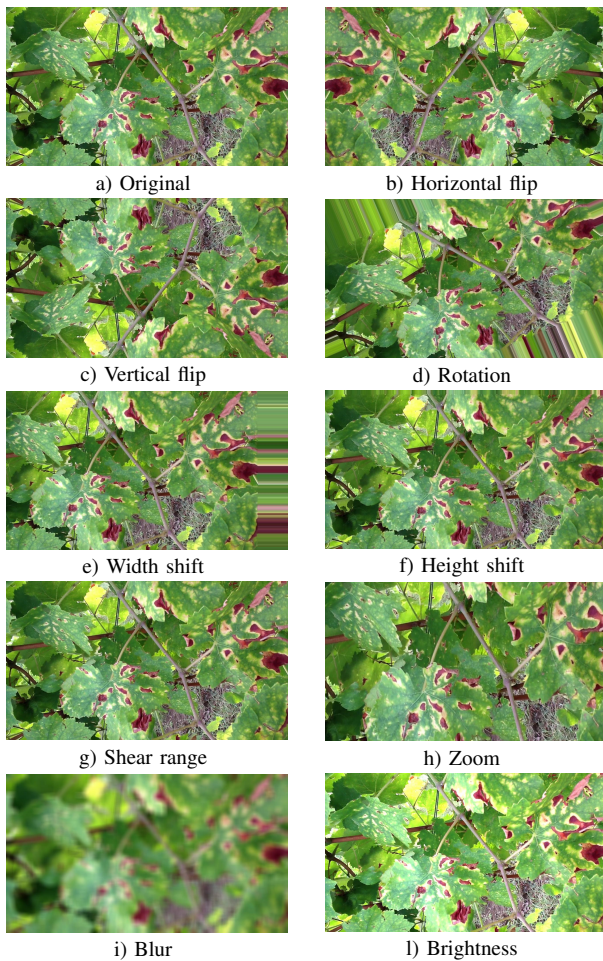 a) Original
b) Horizontal flip
c) Vertical flip
d) Rotation
e) Width shift
f) Height shift
g) Shear range
h) Zoom
i) Blur
l) Brightness